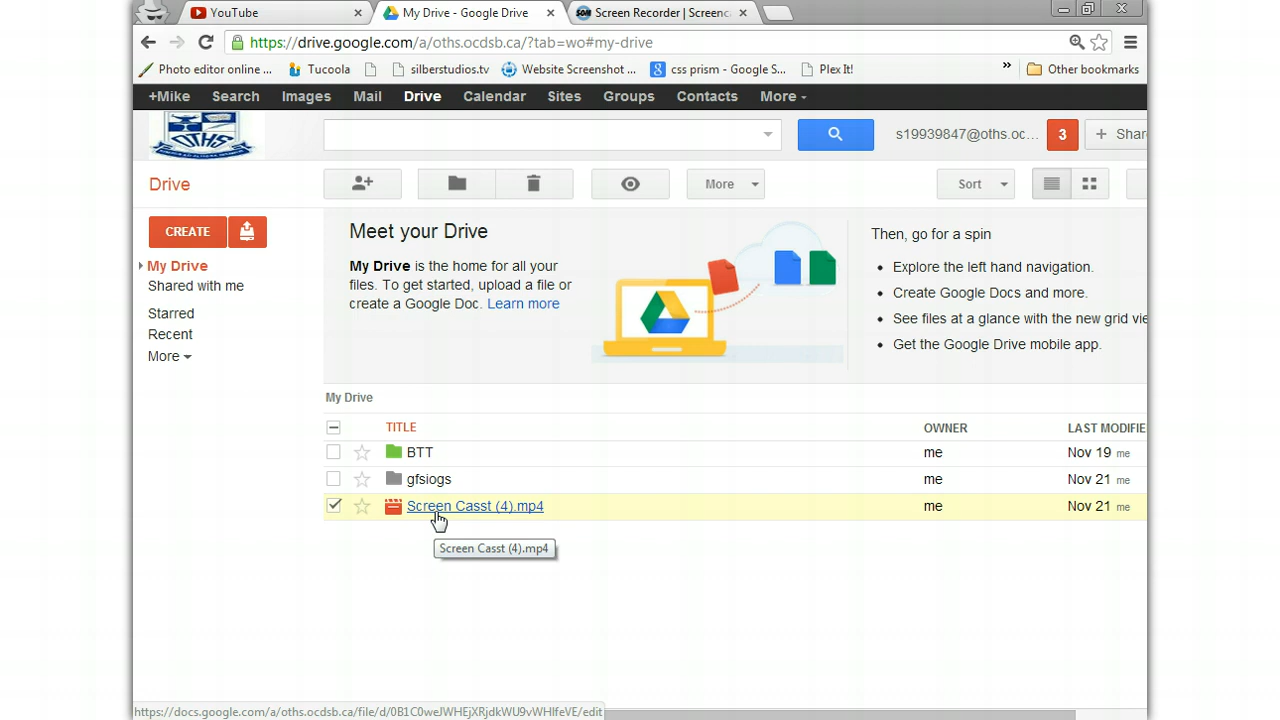 YouTube
My Drive - Google Drive
Screen Recorder | Screenca
https://drive.google.com/a/oths.ocdsb.ca/?tab=wo#my-drive
Photo editor online ... Tucoola silberstudios.tv Website Screenshot ... css prism - Google S... Plex It! » Other bookmarks
+Mike Search Images Mail Drive Calendar Sites Groups Contacts More
OTHS
s19939847@oths.oc... 3 + Shar
Drive
More
Sort
CREATE
My Drive
Shared with me
Starred
Recent
More
Meet your Drive
My Drive is the home for all your
files. To get started, upload a file or
create a Google Doc. Learn more
Then, go for a spin
• Explore the left hand navigation.
• Create Google Docs and more.
• See files at a glance with the new grid vie
• Get the Google Drive mobile app.
My Drive
TITLE OWNER LAST MODIFIE
BTT me Nov 19 me
gfsiogs me Nov 21 me
Screen Casst (4).mp4 me Nov 21 me
Screen Casst (4).mp4
https://docs.google.com/a/oths.ocdsb.ca/file/d/0B1C0weJWHEjXRjdkWU9vWHlfeVE/edit